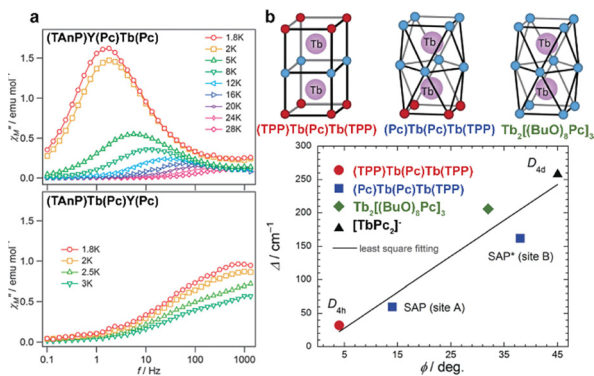 a
(TAnP)Y(Pc)Tb(Pc)
1.8K
2K
5K
8K
12K
16K
20K
24K
28K
1.5
1.0
0.5
0.0
χM″ / emu mol⁻
(TAnP)Tb(Pc)Y(Pc)
1.8K
2K
2.5K
3K
1.5
1.0
0.5
0.0
χM″ / emu mol⁻
0.1
1
10
100
1000
f / Hz
b
Tb
Tb
Tb
Tb
Tb
Tb
(TPP)Tb(Pc)Tb(TPP)
(Pc)Tb(Pc)Tb(TPP)
Tb₂[(BuO)₈Pc]₃
300
250
200
150
100
50
0
Δ / cm⁻¹
(TPP)Tb(Pc)Tb(TPP)
(Pc)Tb(Pc)Tb(TPP)
Tb₂[(BuO)₈Pc]₃
[TbPc₂]⁻
least square fitting
D4d
SAP* (site B)
D4h
SAP (site A)
5
15
25
35
45
ϕ / deg.